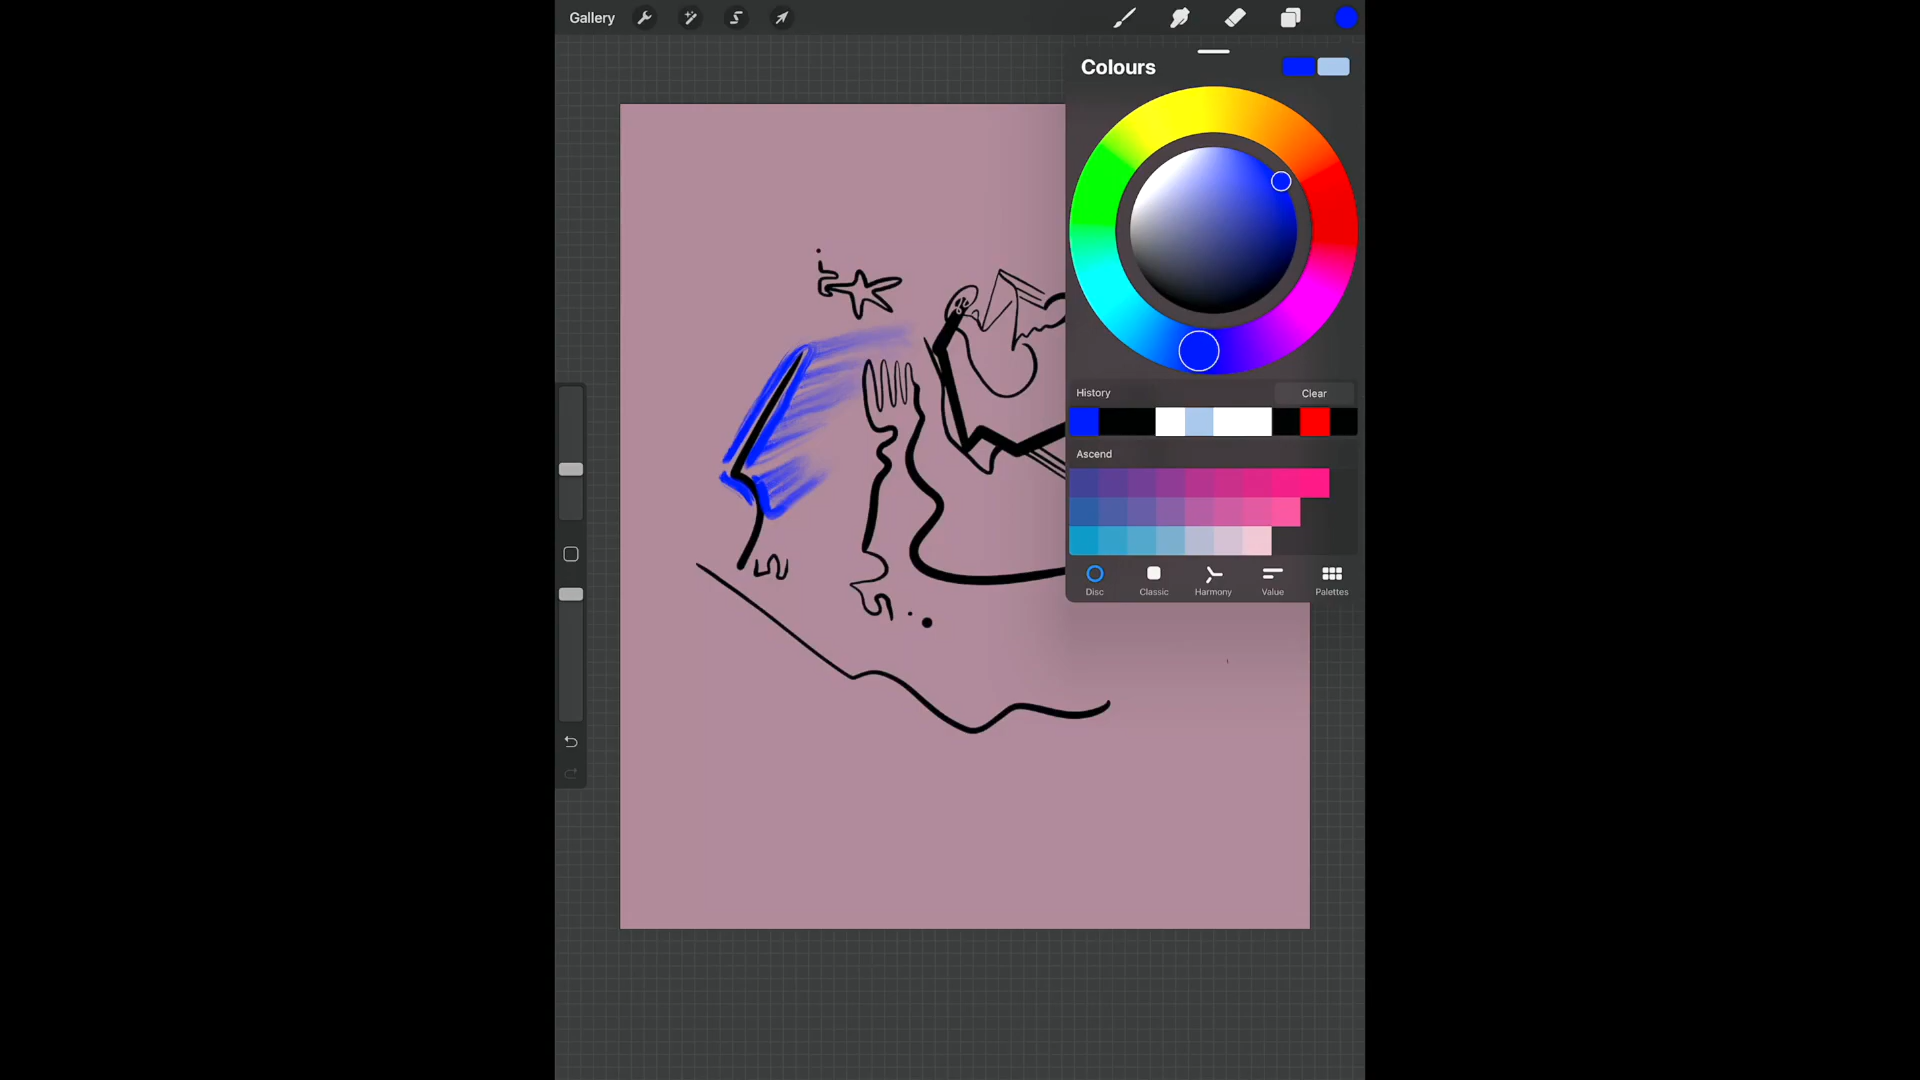 Gallery
Colours
History
Clear
Ascend
Disc
Classic
Harmony
Value
Palettes